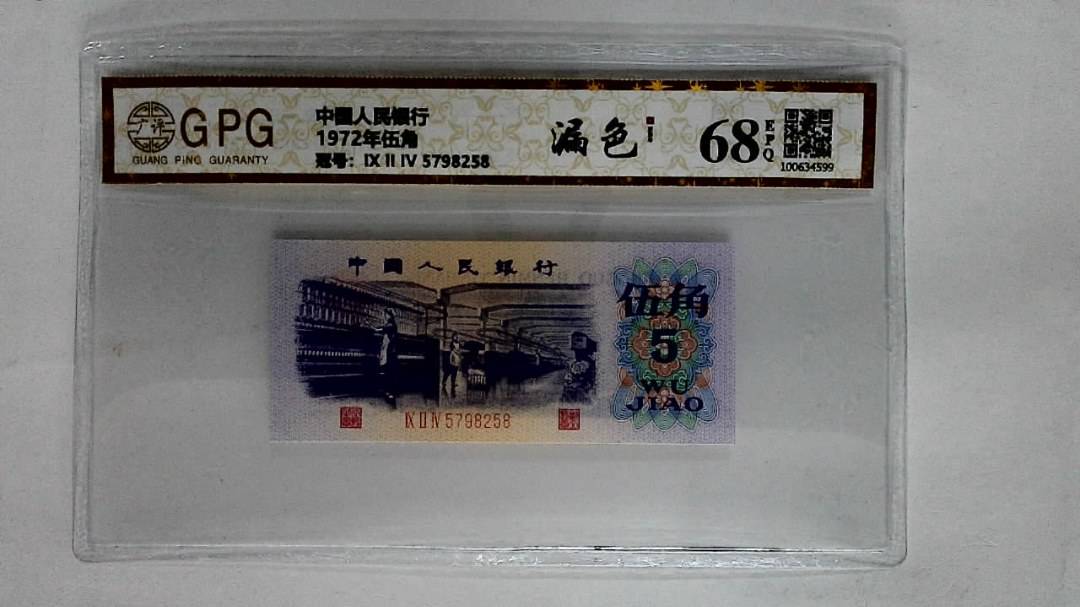 GPG
GUANG PING GUARANTY
中國人民銀行
1972年伍角
冠号: IX II IV 5798258
漏色
68
EPQ
100634599
中國人民銀行
伍角
5
WU
JIAO
IX II IV 5798258